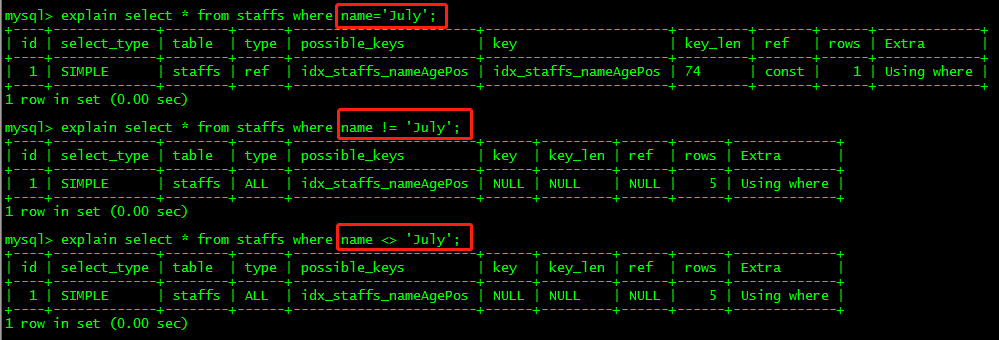 mysql> explain select * from staffs where name='July';
+----+-------------+--------+------+-----------------------+-----------------------+---------+-------+------+-------------+
| id | select_type | table  | type | possible_keys         | key                   | key_len | ref   | rows | Extra       |
+----+-------------+--------+------+-----------------------+-----------------------+---------+-------+------+-------------+
|  1 | SIMPLE      | staffs | ref  | idx_staffs_nameAgePos | idx_staffs_nameAgePos | 74      | const |    1 | Using where |
+----+-------------+--------+------+-----------------------+-----------------------+---------+-------+------+-------------+
1 row in set (0.00 sec)
mysql> explain select * from staffs where name != 'July';
+----+-------------+--------+------+-----------------------+------+---------+------+------+-------------+
| id | select_type | table  | type | possible_keys         | key  | key_len | ref  | rows | Extra       |
+----+-------------+--------+------+-----------------------+------+---------+------+------+-------------+
|  1 | SIMPLE      | staffs | ALL  | idx_staffs_nameAgePos | NULL | NULL    | NULL |    5 | Using where |
+----+-------------+--------+------+-----------------------+------+---------+------+------+-------------+
1 row in set (0.00 sec)
mysql> explain select * from staffs where name <> 'July';
+----+-------------+--------+------+-----------------------+------+---------+------+------+-------------+
| id | select_type | table  | type | possible_keys         | key  | key_len | ref  | rows | Extra       |
+----+-------------+--------+------+-----------------------+------+---------+------+------+-------------+
|  1 | SIMPLE      | staffs | ALL  | idx_staffs_nameAgePos | NULL | NULL    | NULL |    5 | Using where |
+----+-------------+--------+------+-----------------------+------+---------+------+------+-------------+
1 row in set (0.00 sec)